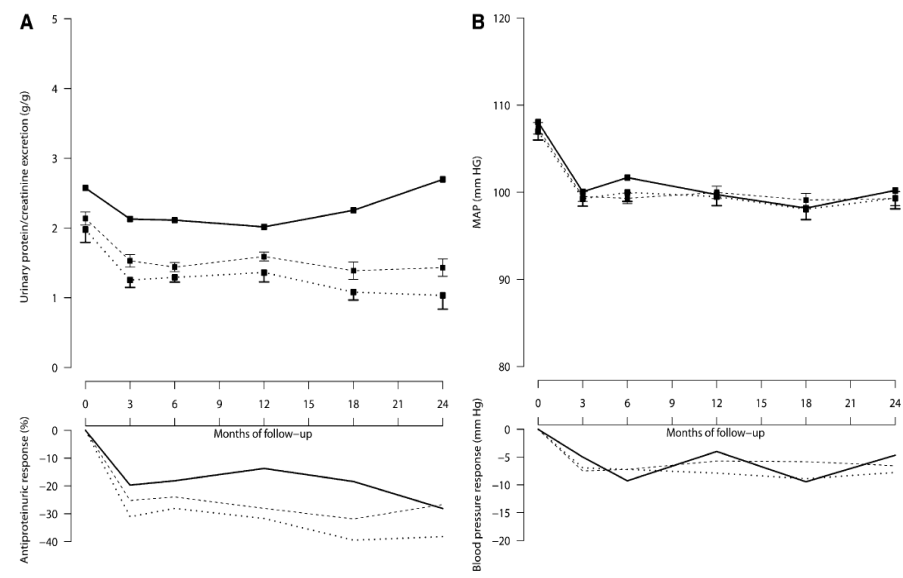 A
Urinary protein/creatinine excretion (g/g)
5
4
3
2
1
0
0 3 6 9 12 15 18 21 24
Months of follow-up
Antiproteinuric response (%)
0
-10
-20
-30
-40
B
MAP (mm HG)
120
110
100
90
80
0 3 6 9 12 15 18 21 24
Months of follow-up
Blood pressure response (mm Hg)
0
-5
-10
-15
-20